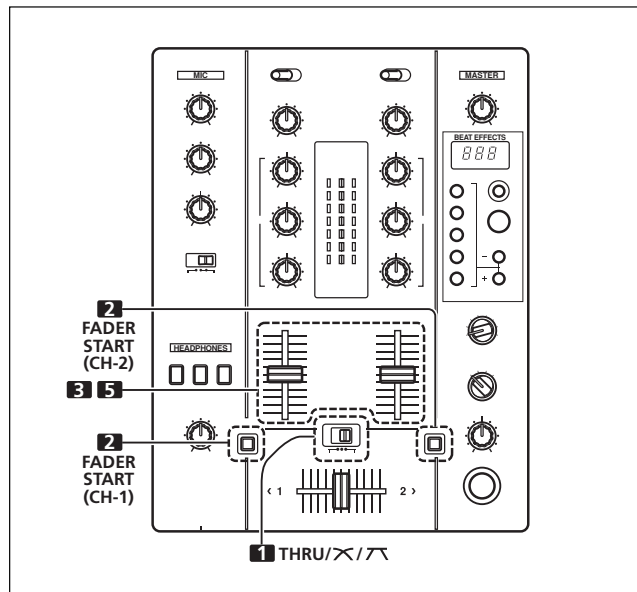 MIC
MASTER
BEAT EFFECTS
888
−
+
2
FADER
START
(CH-2)
HEADPHONES
3 5
2
FADER
START
(CH-1)
‹ 1
2 ›
1 THRU/